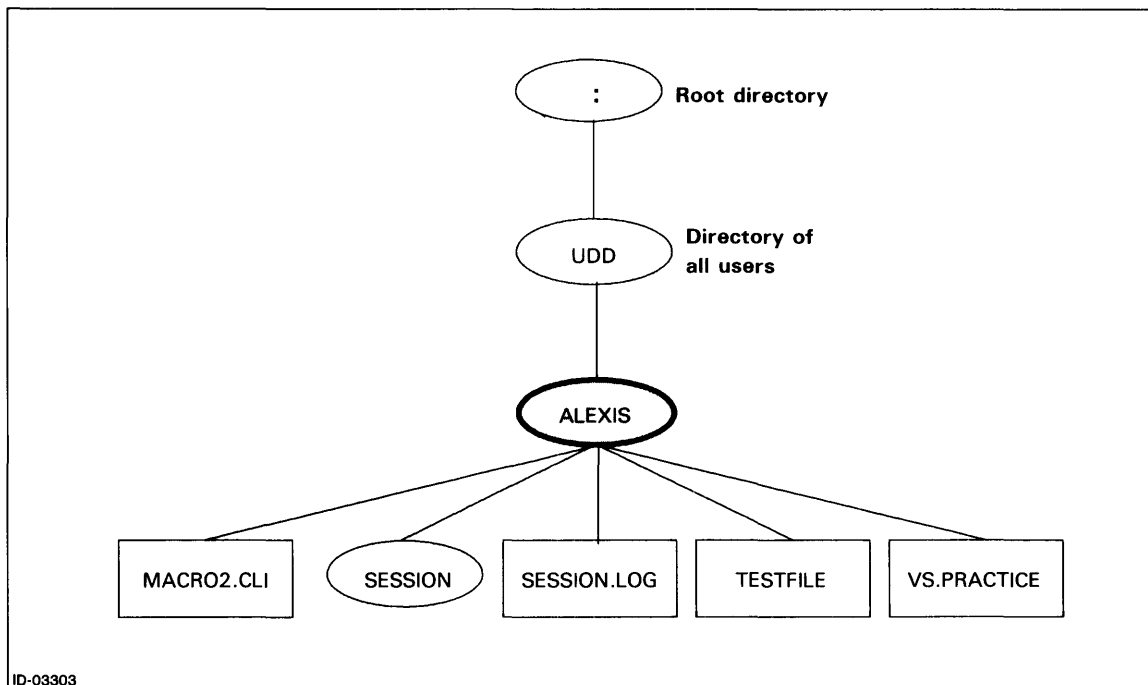 :
Root directory
UDD
Directory of
all users
ALEXIS
MACRO2.CLI
SESSION
SESSION.LOG
TESTFILE
VS.PRACTICE
ID-03303